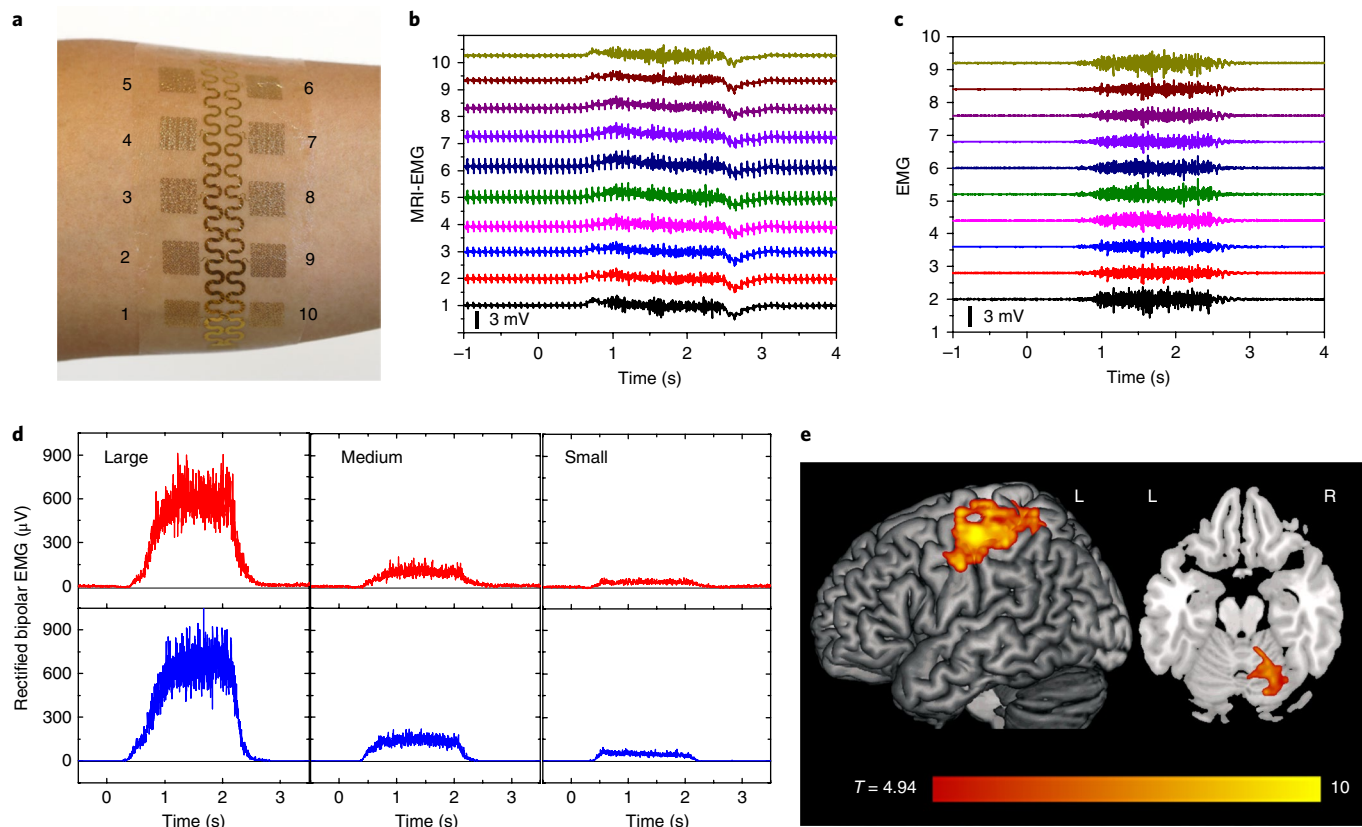 a
5
6
4
7
3
8
2
9
1
10
b
MRI-EMG
10
9
8
7
6
5
4
3
2
1
3 mV
–1 0 1 2 3 4
Time (s)
c
EMG
10
9
8
7
6
5
4
3
2
1
3 mV
–1 0 1 2 3 4
Time (s)
d
Rectified bipolar EMG (µV)
Large Medium Small
900
600
300
0
900
600
300
0
0 1 2 3 0 1 2 3 0 1 2 3
Time (s) Time (s) Time (s)
e
L L R
T = 4.94 10